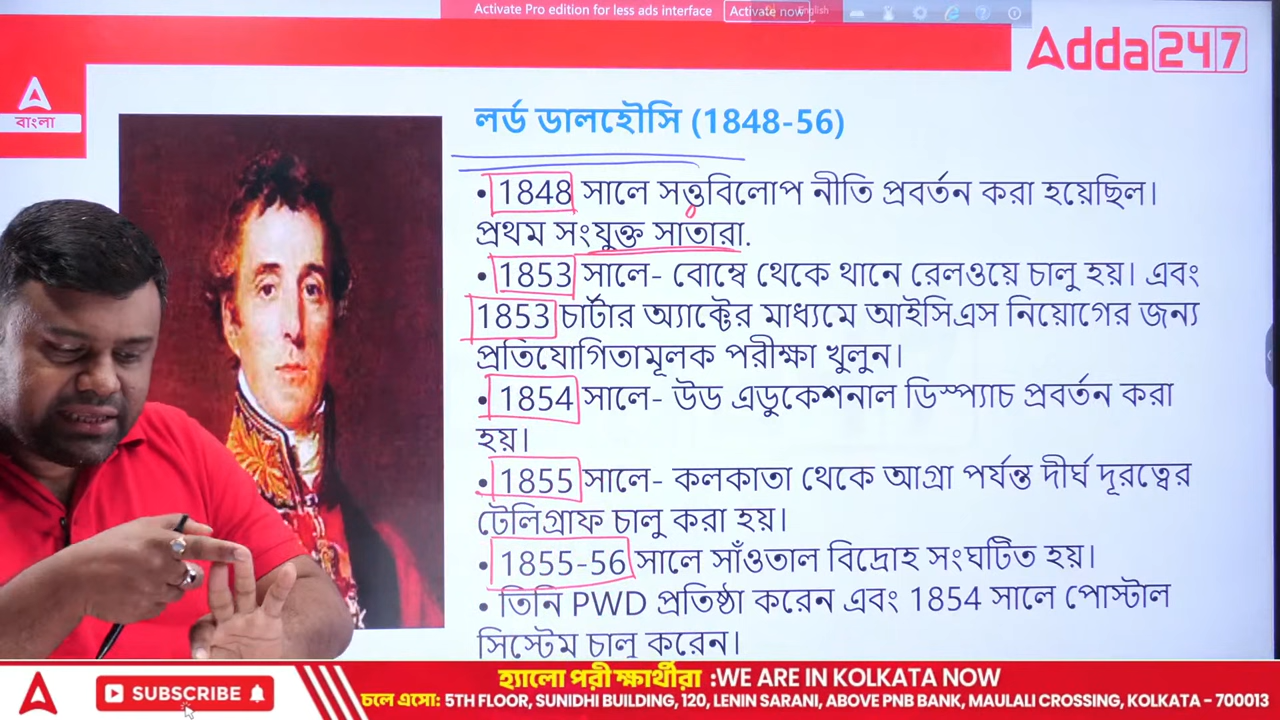 Activate Pro edition for less ads interface
Activate now
English
Adda 247
বাংলা
লর্ড ডালহৌসি (1848-56)
•1848 সালে সত্ত্ববিলোপ নীতি প্রবর্তন করা হয়েছিল।
প্রথম সংযুক্ত সাতারা.
•1853 সালে- বোম্বে থেকে থানে রেলওয়ে চালু হয়। এবং
1853 চার্টার অ্যাক্টের মাধ্যমে আইসিএস নিয়োগের জন্য
প্রতিযোগিতামূলক পরীক্ষা খুলুন।
•1854 সালে- উড এডুকেশনাল ডিস্প্যাচ প্রবর্তন করা
হয়।
•1855 সালে- কলকাতা থেকে আগ্রা পর্যন্ত দীর্ঘ দূরত্বের
টেলিগ্রাফ চালু করা হয়।
•1855-56 সালে সাঁওতাল বিদ্রোহ সংঘটিত হয়।
• তিনি PWD প্রতিষ্ঠা করেন এবং 1854 সালে পোস্টাল
সিস্টেম চালু করেন।
হ্যালো পরীক্ষার্থীরা :WE ARE IN KOLKATA NOW
SUBSCRIBE
চলে এসো: 5TH FLOOR, SUNIDHI BUILDING, 120, LENIN SARANI, ABOVE PNB BANK, MAULALI CROSSING, KOLKATA - 700013